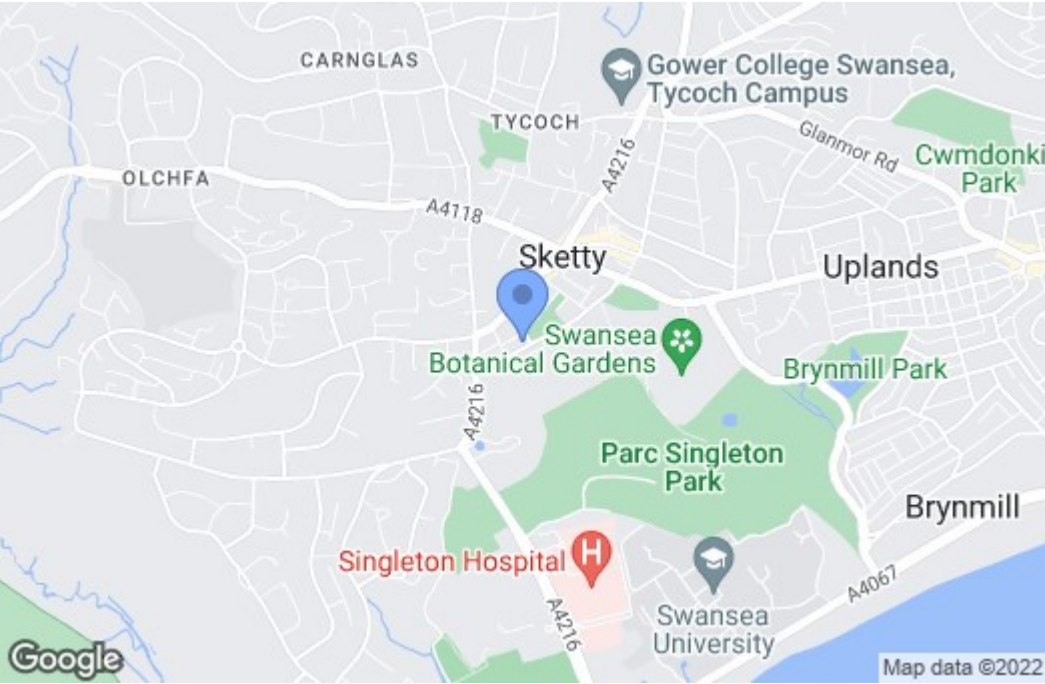 CARNGLAS
Gower College Swansea,
Tycoch Campus
TYCOCH
A4216
Glanmor Rd
Cwmdonki
Park
OLCHFA
A4118
Sketty
Uplands
Swansea
Botanical Gardens
Brynmill Park
A4216
Parc Singleton
Park
Brynmill
Singleton Hospital
H
A4067
A4216
Swansea
University
Google
Map data ©2022